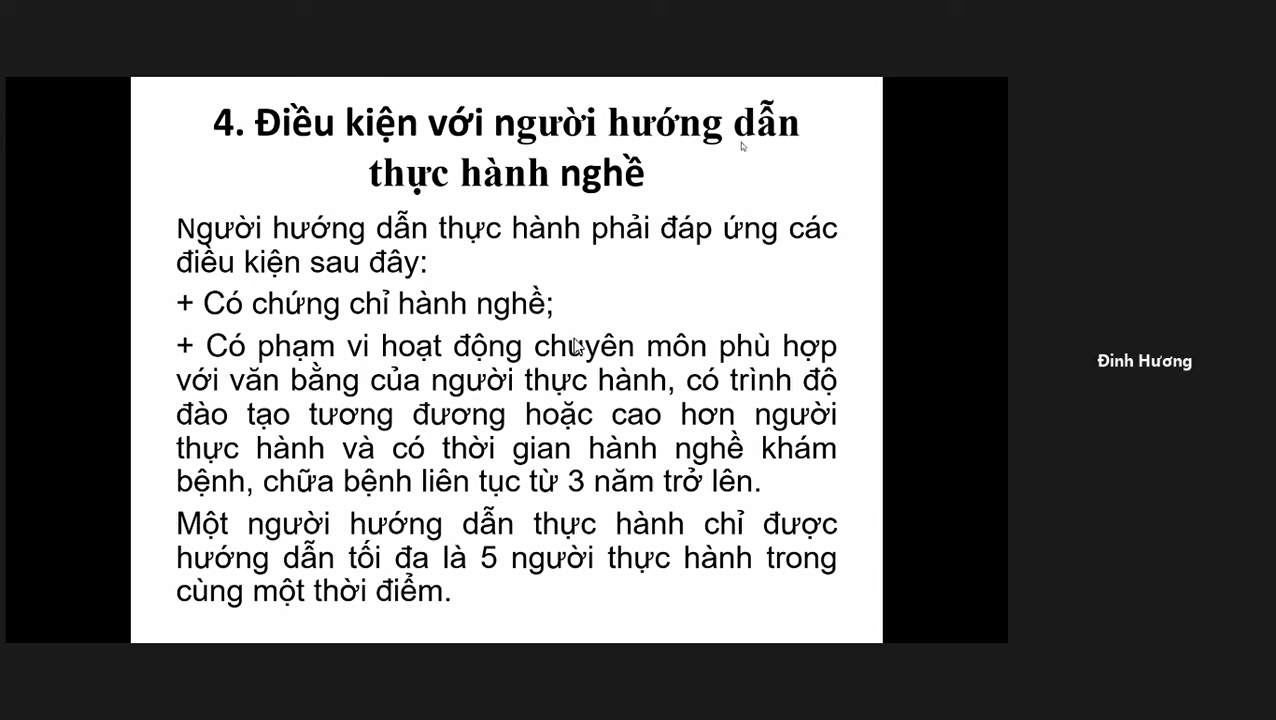 4. Điều kiện với người hướng dẫn
thực hành nghề
Người hướng dẫn thực hành phải đáp ứng các
điều kiện sau đây:
+ Có chứng chỉ hành nghề;
+ Có phạm vi hoạt động chuyên môn phù hợp
với văn bằng của người thực hành, có trình độ
đào tạo tương đương hoặc cao hơn người
thực hành và có thời gian hành nghề khám
bệnh, chữa bệnh liên tục từ 3 năm trở lên.
Một người hướng dẫn thực hành chỉ được
hướng dẫn tối đa là 5 người thực hành trong
cùng một thời điểm.
Đinh Hương